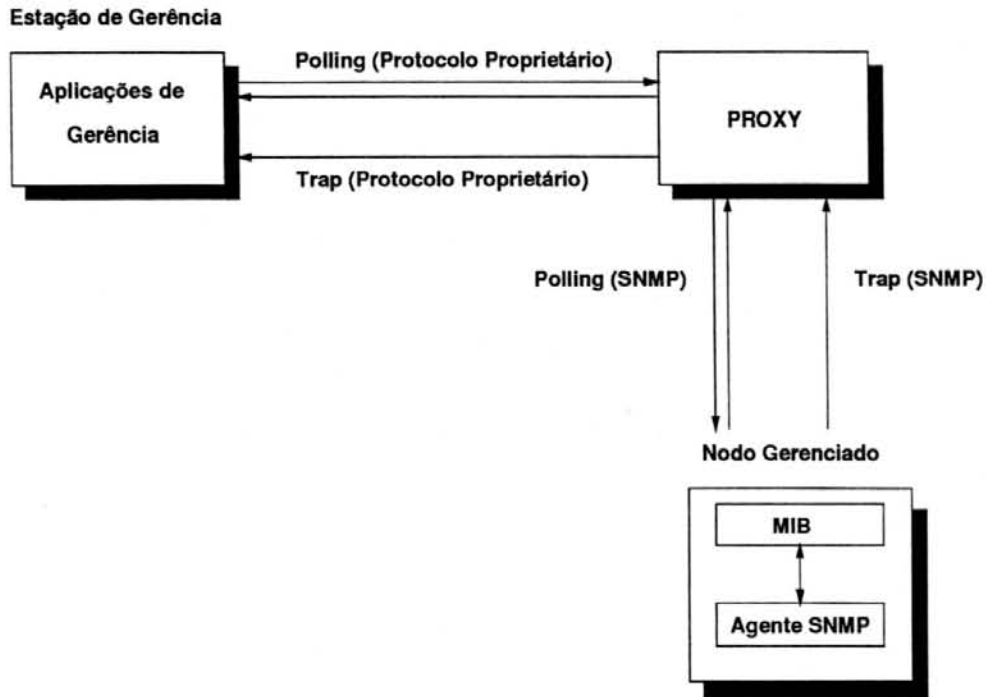 Estação de Gerência
Aplicações de
Gerência
Polling (Protocolo Proprietário)
Trap (Protocolo Proprietário)
PROXY
Polling (SNMP)
Trap (SNMP)
Nodo Gerenciado
MIB
Agente SNMP